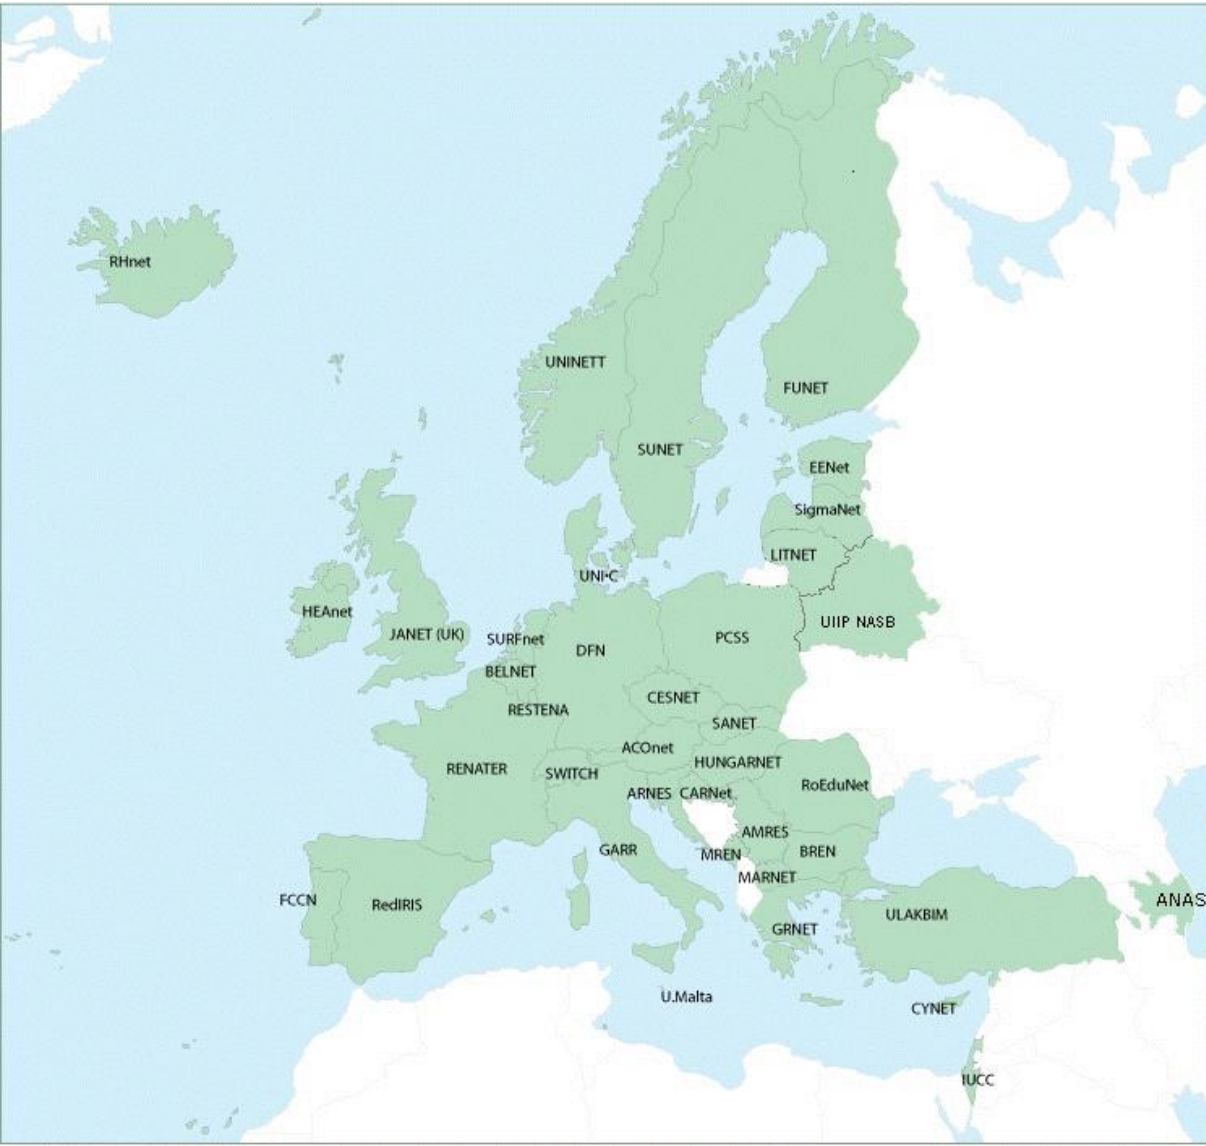 RHnet
UNINETT
FUNET
SUNET
EENet
SigmaNet
LITNET
UNI•C
HEAnet
UIIP NASB
JANET (UK)
SURFnet
PCSS
DFN
BELNET
CESNET
RESTENA
SANET
ACOnet
HUNGARNET
RENATER
SWITCH
RoEduNet
ARNES
CARNet
AMRES
GARR
MREN
BREN
MARNET
FCCN
RedIRIS
ANAS
ULAKBIM
GRNET
U.Malta
CYNET
IUCC